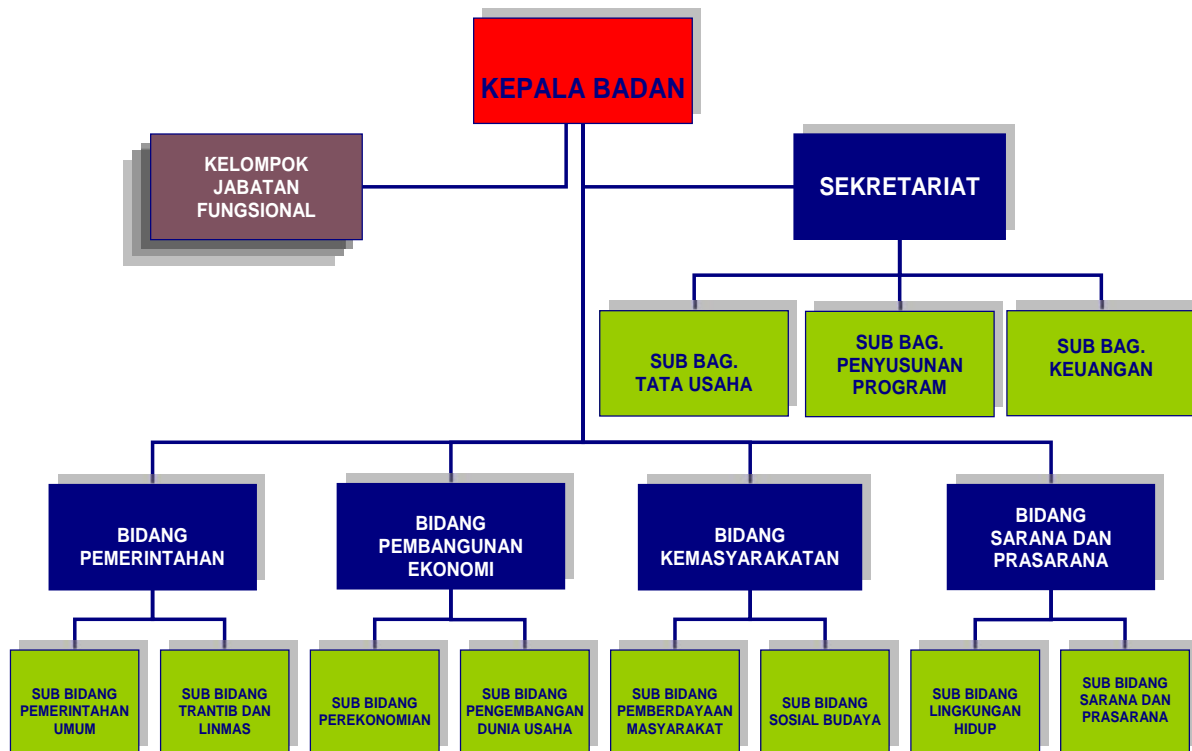 KEPALA BADAN
KELOMPOK
JABATAN
FUNGSIONAL
SEKRETARIAT
SUB BAG.
TATA USAHA
SUB BAG.
PENYUSUNAN
PROGRAM
SUB BAG.
KEUANGAN
BIDANG
PEMERINTAHAN
BIDANG
PEMBANGUNAN
EKONOMI
BIDANG
KEMASYARAKATAN
BIDANG
SARANA DAN
PRASARANA
SUB BIDANG
PEMERINTAHAN
UMUM
SUB BIDANG
TRANTIB DAN
LINMAS
SUB BIDANG
PEREKONOMIAN
SUB BIDANG
PENGEMBANGAN
DUNIA USAHA
SUB BIDANG
PEMBERDAYAAN
MASYARAKAT
SUB BIDANG
SOSIAL BUDAYA
SUB BIDANG
LINGKUNGAN
HIDUP
SUB BIDANG
SARANA DAN
PRASARANA